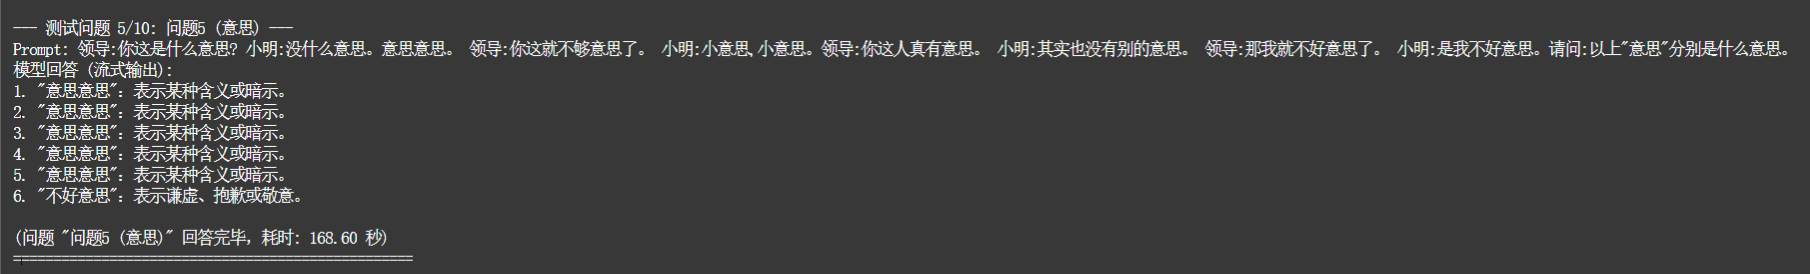 --- 测试问题 5/10: 问题5 (意思) ---
Prompt: 领导:你这是什么意思? 小明:没什么意思。意思意思。 领导:你这就不够意思了。 小明:小意思,小意思。领导:你这人真有意思。 小明:其实也没有别的意思。 领导:那我就不好意思了。 小明:是我不好意思。请问:以上"意思"分别是什么意思。
模型回答 (流式输出):
1. "意思意思": 表示某种含义或暗示。
2. "意思意思": 表示某种含义或暗示。
3. "意思意思": 表示某种含义或暗示。
4. "意思意思": 表示某种含义或暗示。
5. "意思意思": 表示某种含义或暗示。
6. "不好意思": 表示谦虚、抱歉或敬意。
(问题 "问题5 (意思)" 回答完毕, 耗时: 168.60 秒)
==================================================